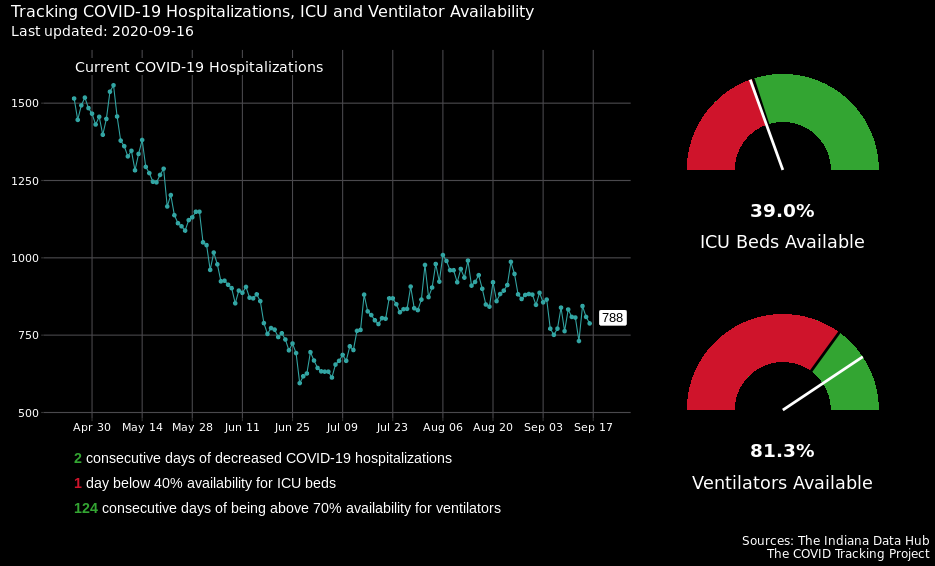 Tracking COVID-19 Hospitalizations, ICU and Ventilator Availability
Last updated: 2020-09-16
Current COVID-19 Hospitalizations
1500
1250
1000
750
500
788
Apr 30 May 14 May 28 Jun 11 Jun 25 Jul 09 Jul 23 Aug 06 Aug 20 Sep 03 Sep 17
2 consecutive days of decreased COVID-19 hospitalizations
1 day below 40% availability for ICU beds
124 consecutive days of being above 70% availability for ventilators
39.0%
ICU Beds Available
81.3%
Ventilators Available
Sources: The Indiana Data Hub
The COVID Tracking Project